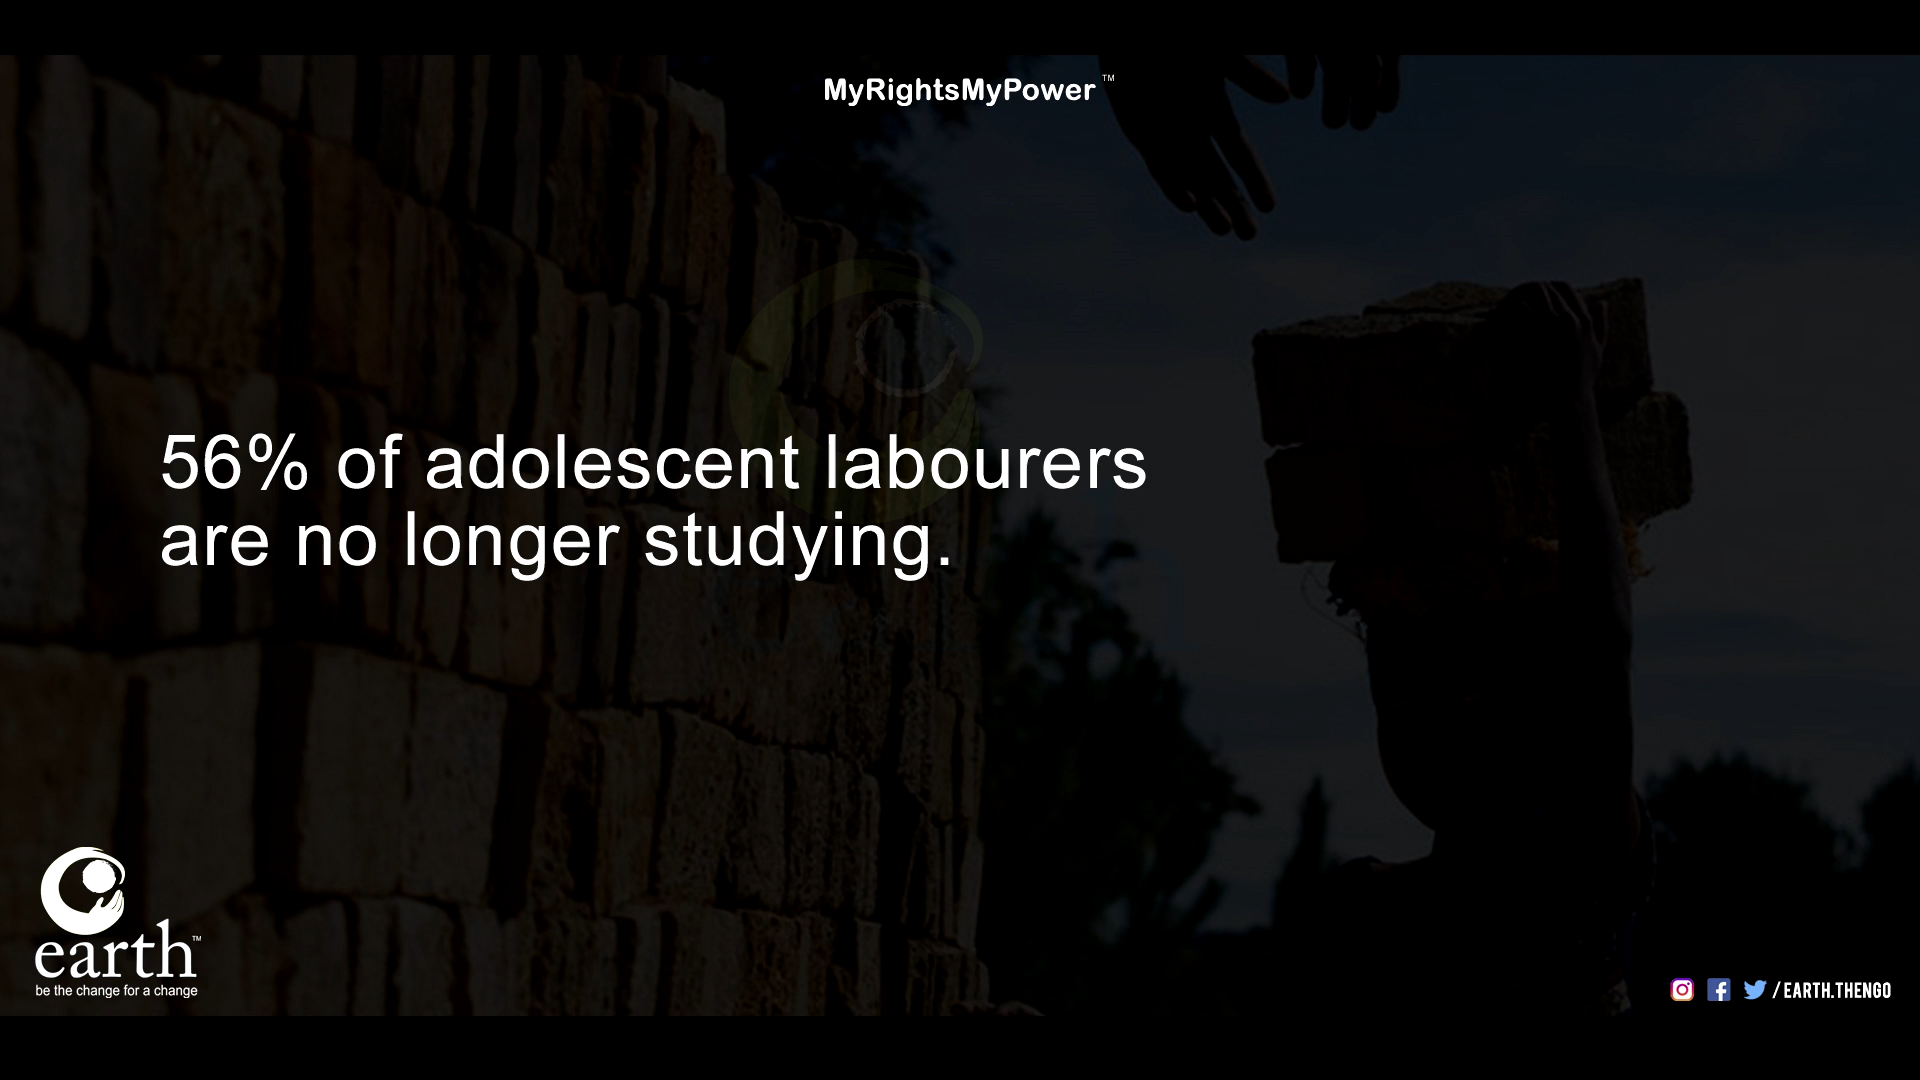 MyRightsMyPower™
56% of adolescent labourers
are no longer studying.
earth™
be the change for a change
/EARTH.THENGO